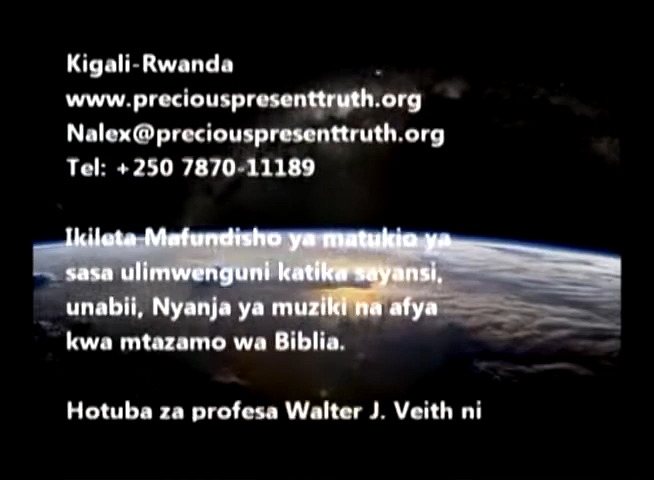 Kigali-Rwanda
www.preciouspresenttruth.org
Nalex@preciouspresenttruth.org
Tel: +250 7870-11189
Ikileta Mafundisho ya matukio ya
sasa ulimwenguni katika sayansi,
unabii, Nyanja ya muziki na afya
kwa mtazamo wa Biblia.
Hotuba za profesa Walter J. Veith ni